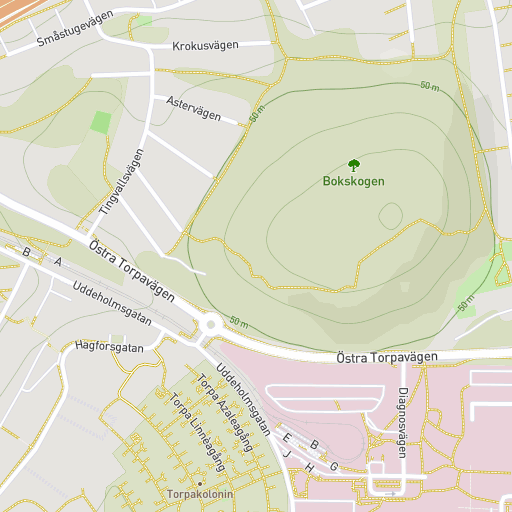 Småstugevägen
Krokusvägen
Astervägen
50 m
50 m
Bokskogen
Tingvallsvägen
Östra Torpavägen
B
A
Uddeholmsgatan
50 m
50 m
Hagforsgatan
Östra Torpavägen
Uddeholmsgatan
Torpa Azaleagång
Torpa Linneagång
Diagnosvägen
E
B
J
H
G
Torpakolonin